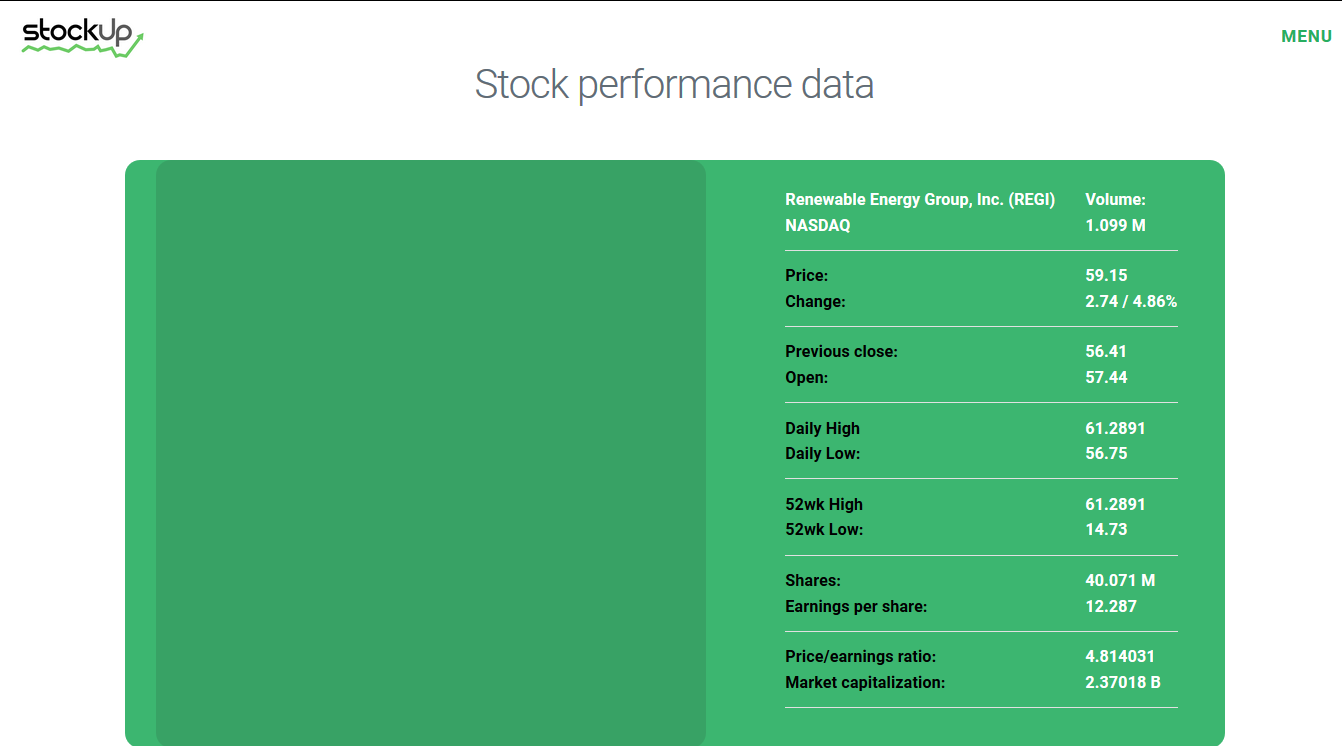 stockUp
MENU
Stock performance data
Renewable Energy Group, Inc. (REGI) Volume:
NASDAQ 1.099 M
Price: 59.15
Change: 2.74 / 4.86%
Previous close: 56.41
Open: 57.44
Daily High 61.2891
Daily Low: 56.75
52wk High 61.2891
52wk Low: 14.73
Shares: 40.071 M
Earnings per share: 12.287
Price/earnings ratio: 4.814031
Market capitalization: 2.37018 B